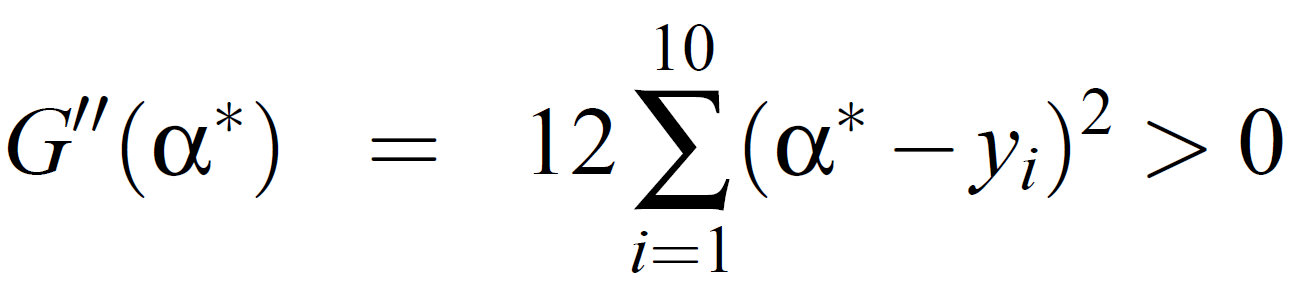 G″(α*) = 12 ∑_{i=1}^{10} (α* − y_i)² > 0